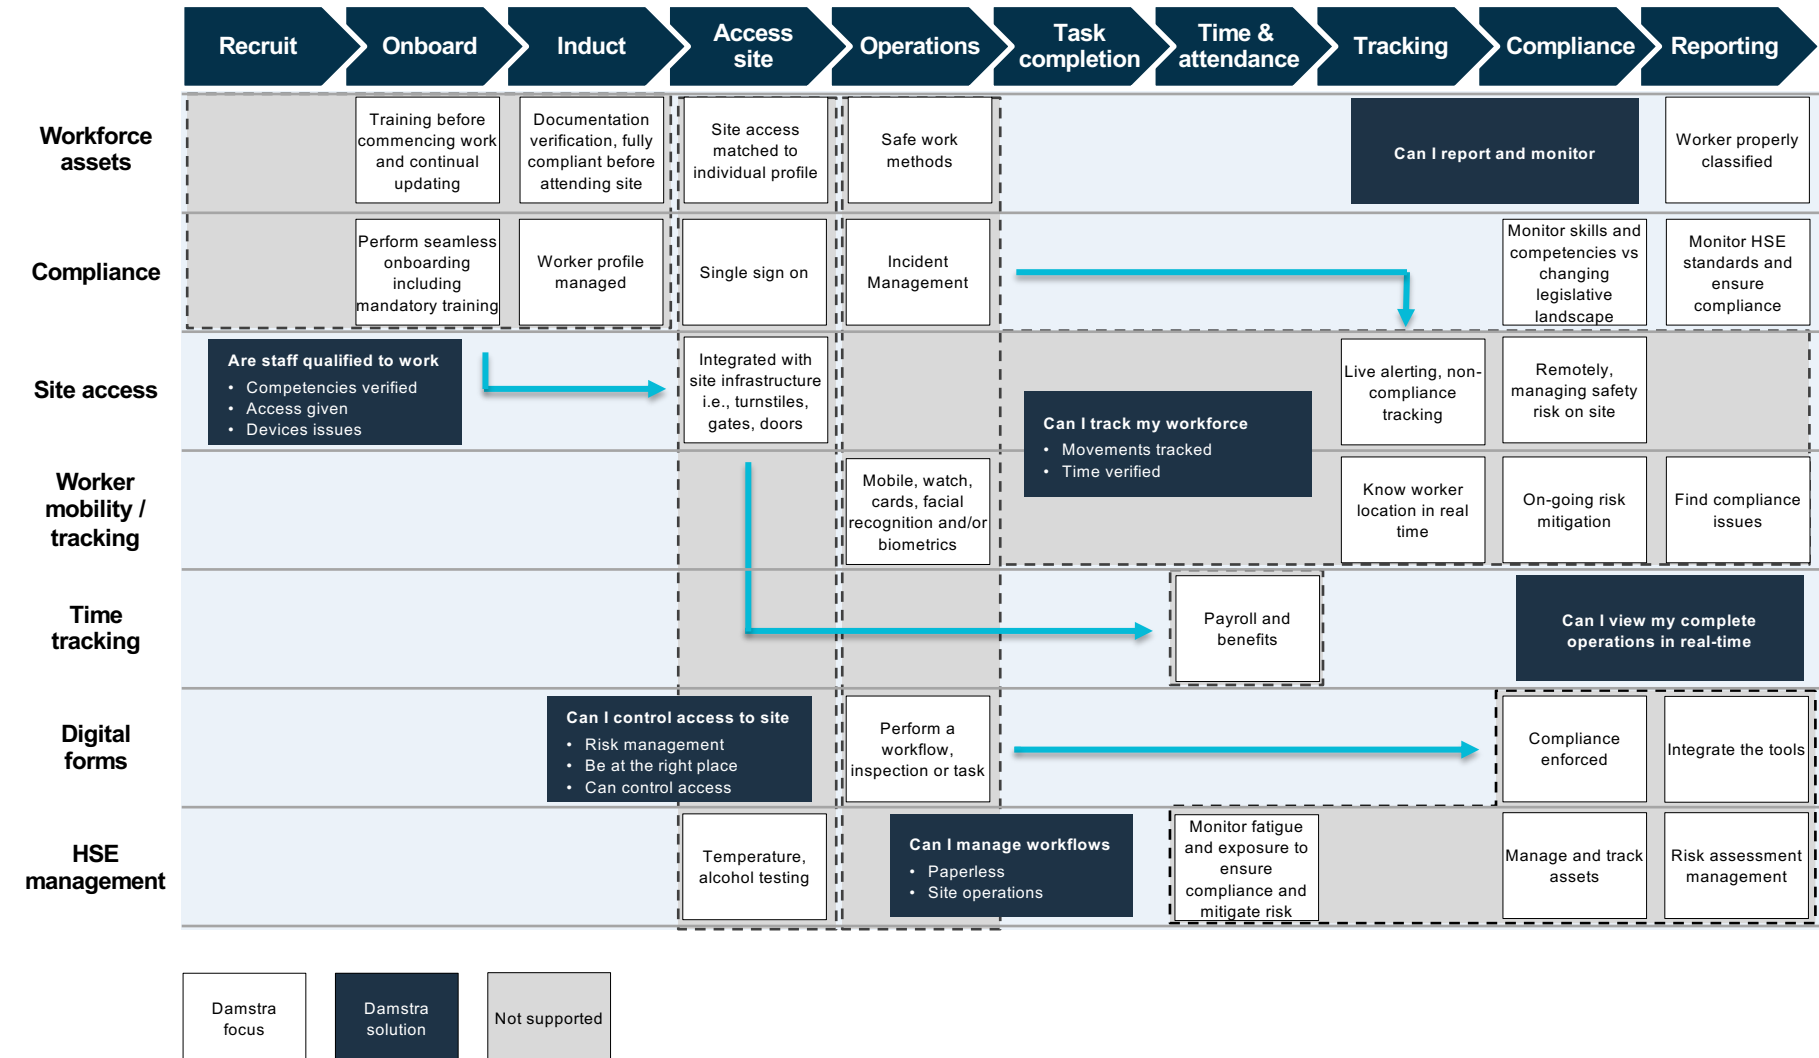 Recruit
Onboard
Induct
Access
site
Operations
Task
completion
Time &
attendance
Tracking
Compliance
Reporting
Workforce
assets
Training before
commencing work
and continual
updating
Documentation
verification, fully
compliant before
attending site
Site access
matched to
individual profile
Safe work
methods
Can I report and monitor
Worker properly
classified
Compliance
Perform seamless
onboarding
including
mandatory training
Worker profile
managed
Single sign on
Incident
Management
Monitor skills and
competencies vs
changing
legislative
landscape
Monitor HSE
standards and
ensure
compliance
Site access
Are staff qualified to work
• Competencies verified
• Access given
• Devices issues
Integrated with
site infrastructure
i.e., turnstiles,
gates, doors
Can I track my workforce
• Movements tracked
• Time verified
Live alerting, non-
compliance
tracking
Remotely,
managing safety
risk on site
Worker
mobility /
tracking
Mobile, watch,
cards, facial
recognition and/or
biometrics
Know worker
location in real
time
On-going risk
mitigation
Find compliance
issues
Time
tracking
Payroll and
benefits
Can I view my complete
operations in real-time
Digital
forms
Can I control access to site
• Risk management
• Be at the right place
• Can control access
Perform a
workflow,
inspection or task
Compliance
enforced
Integrate the tools
HSE
management
Temperature,
alcohol testing
Can I manage workflows
• Paperless
• Site operations
Monitor fatigue
and exposure to
ensure
compliance and
mitigate risk
Manage and track
assets
Risk assessment
management
Damstra
focus
Damstra
solution
Not supported